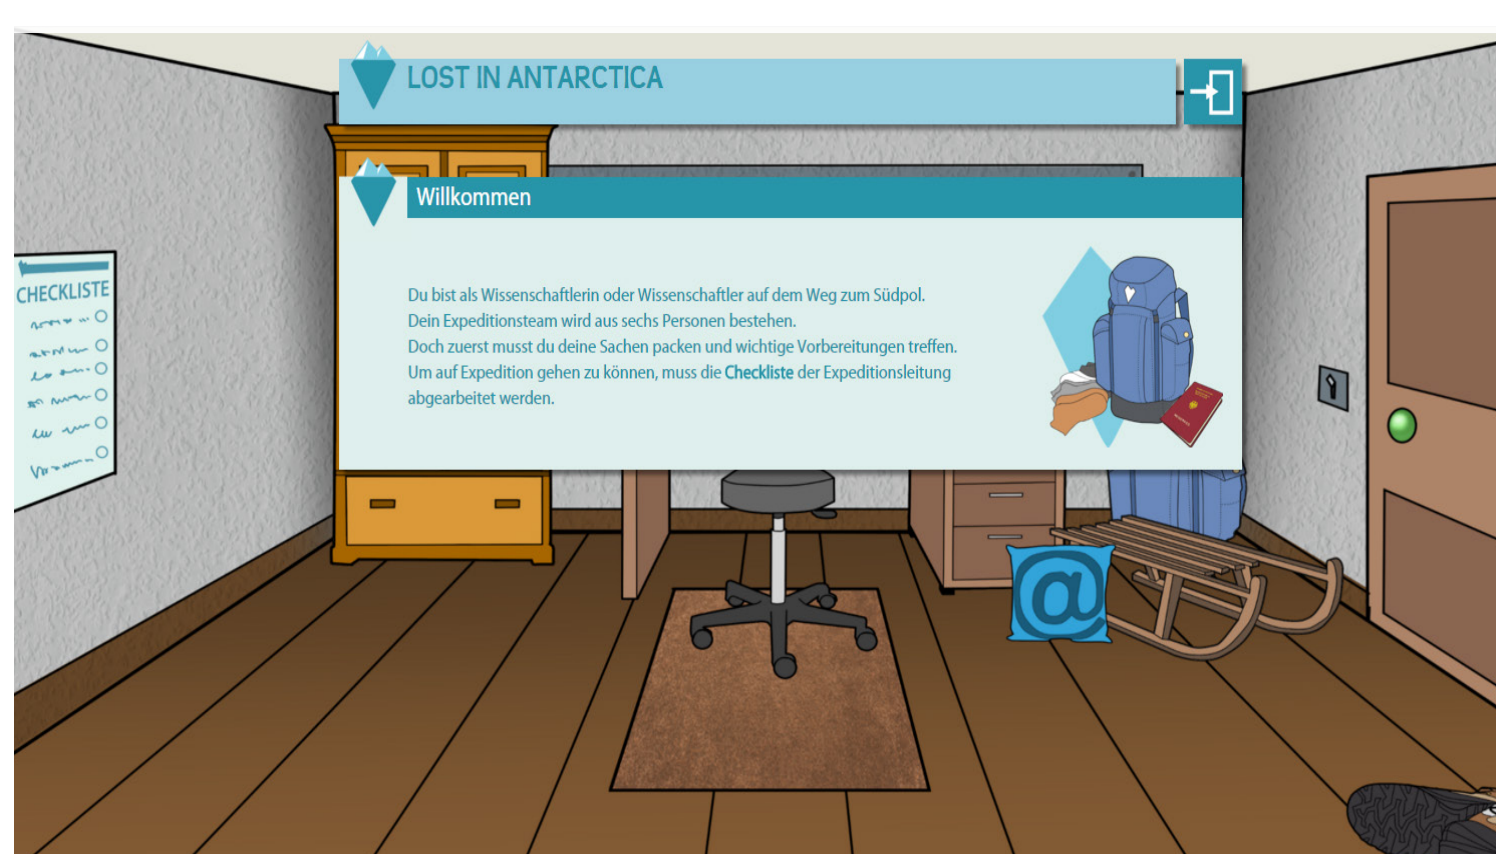 LOST IN ANTARCTICA
Willkommen
Du bist als Wissenschaftlerin oder Wissenschaftler auf dem Weg zum Südpol.
Dein Expeditionsteam wird aus sechs Personen bestehen.
Doch zuerst musst du deine Sachen packen und wichtige Vorbereitungen treffen.
Um auf Expedition gehen zu können, muss die Checkliste der Expeditionsleitung
abgearbeitet werden.
CHECKLISTE
@